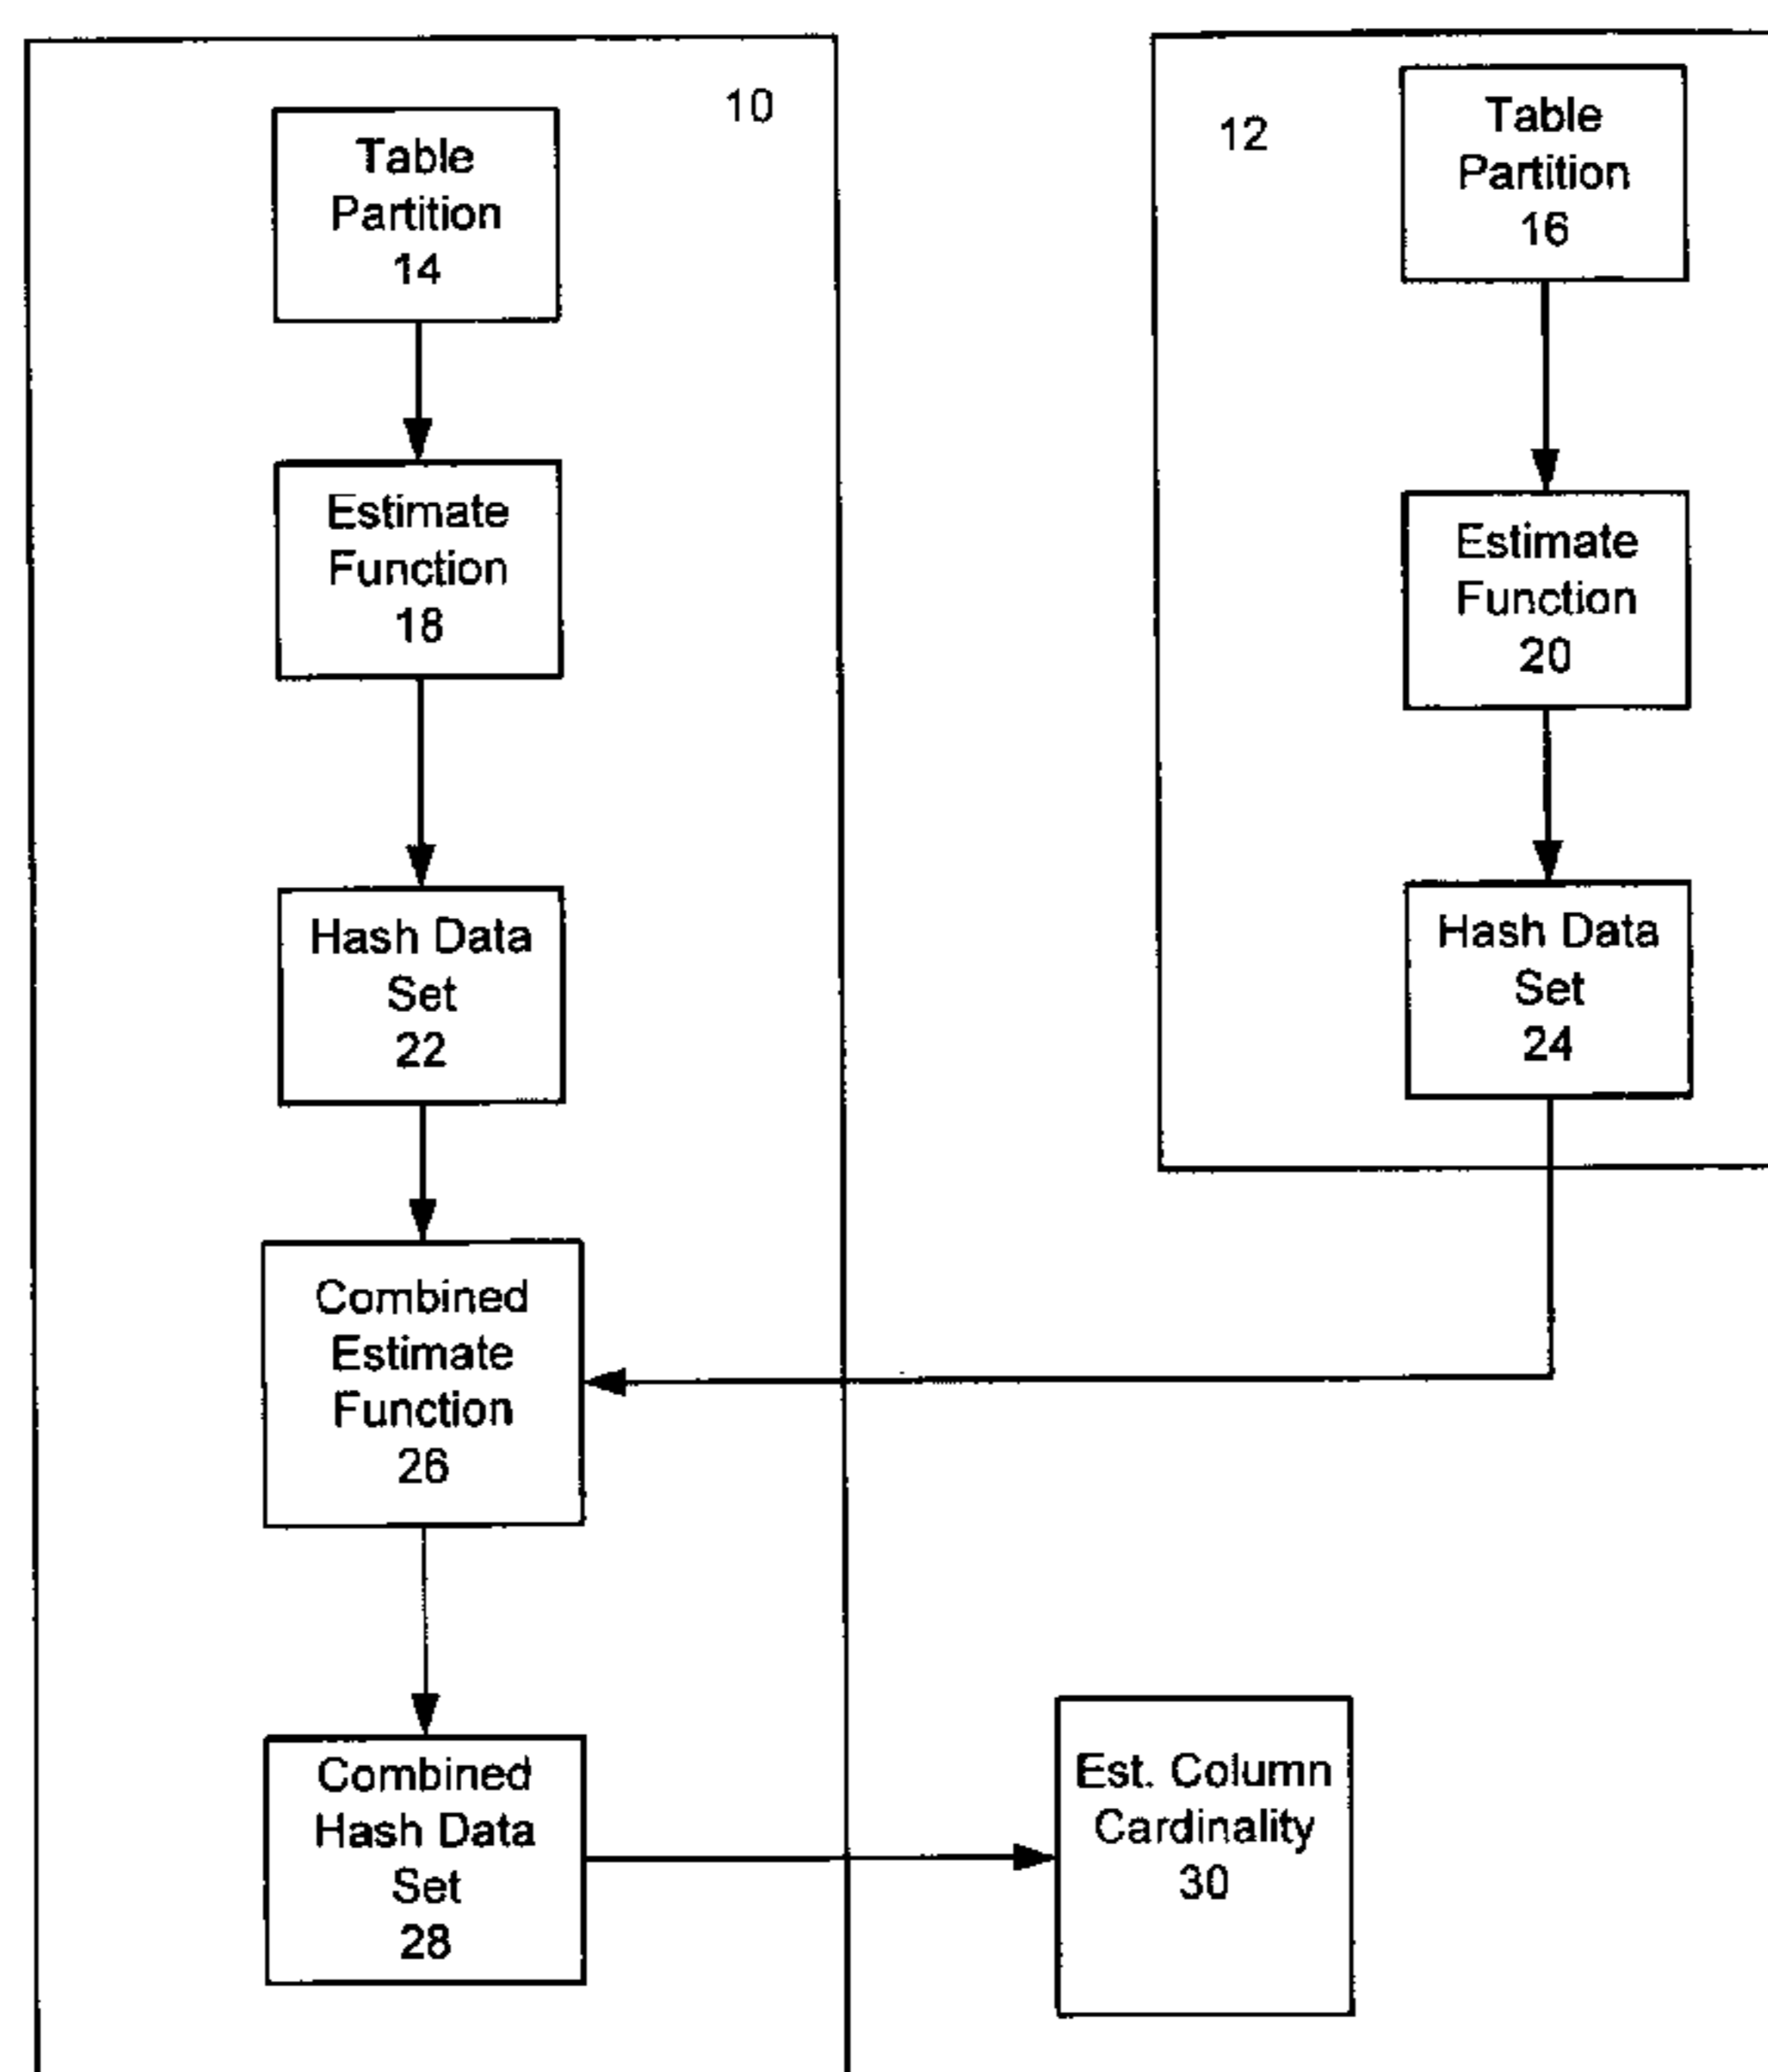 10
Table
Partition
14
Estimate
Function
18
Hash Data
Set
22
Combined
Estimate
Function
26
Combined
Hash Data
Set
28
12
Table
Partition
16
Estimate
Function
20
Hash Data
Set
24
Est. Column
Cardinality
30